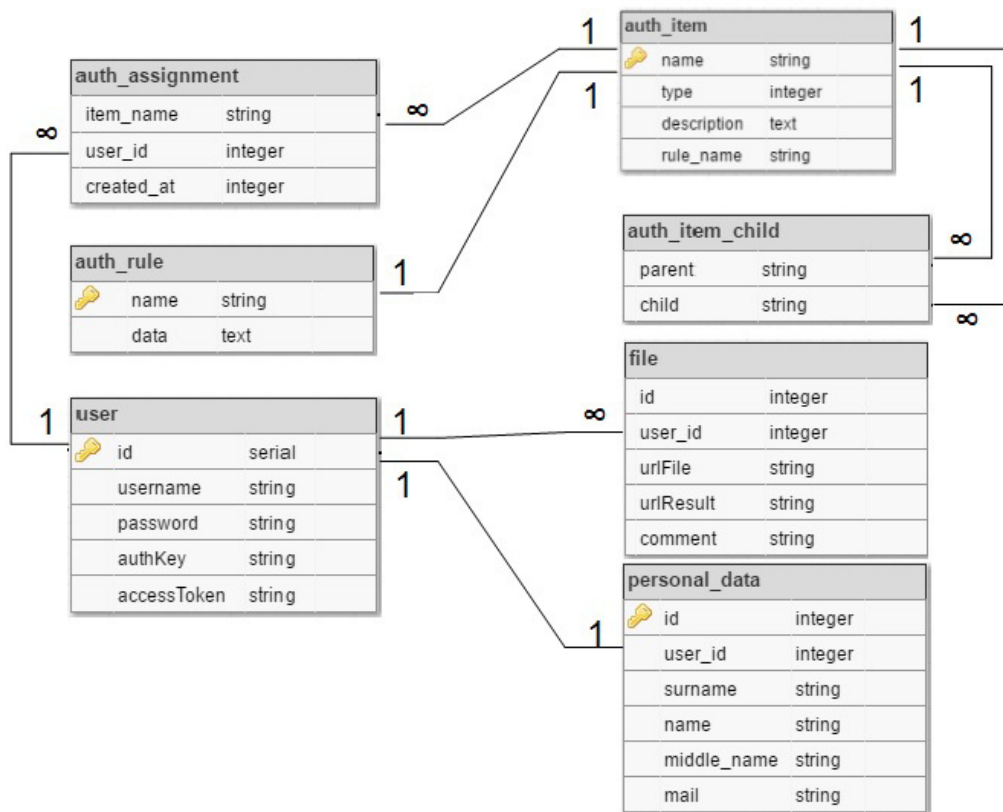 auth_assignment
item_name string
user_id integer
created_at integer
auth_rule
name string
data text
user
id serial
username string
password string
authKey string
accessToken string
auth_item
name string
type integer
description text
rule_name string
auth_item_child
parent string
child string
file
id integer
user_id integer
urlFile string
urlResult string
comment string
personal_data
id integer
user_id integer
surname string
name string
middle_name string
mail string
1
∞
1
1
1
1
∞
∞
∞
1
1
∞
1
1
1